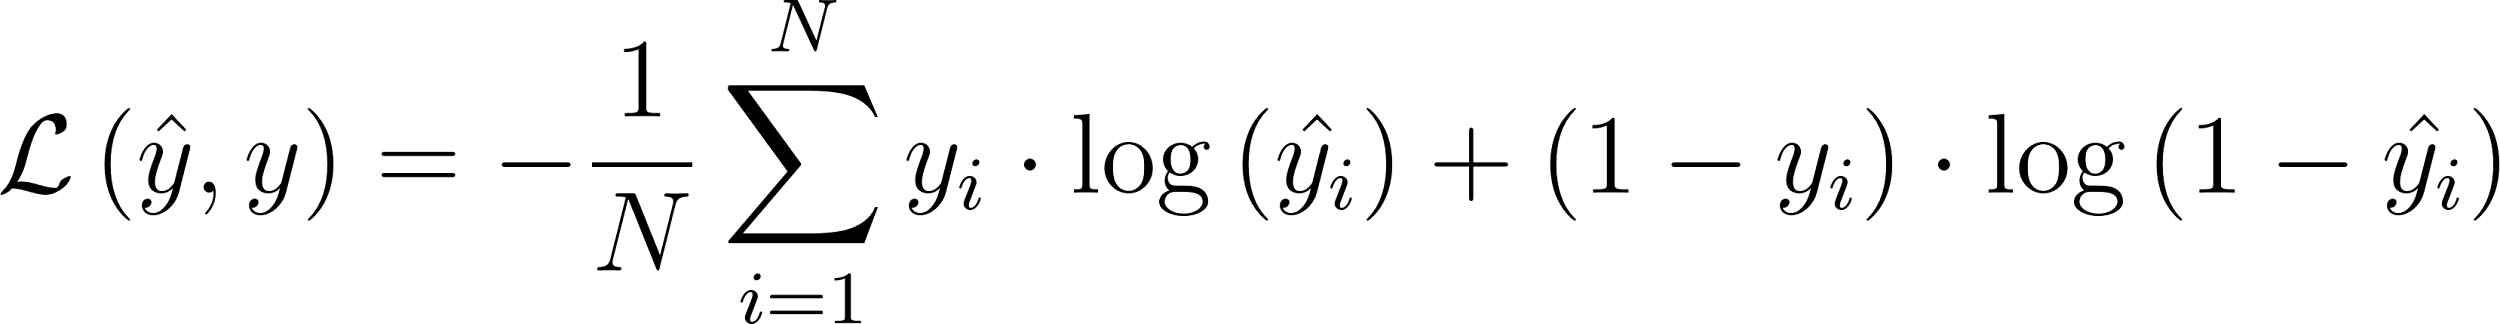 ℒ (ŷ, y) = − 1/N ∑_{i=1}^{N} y_i · log(ŷ_i) + (1 − y_i) · log(1 − ŷ_i)